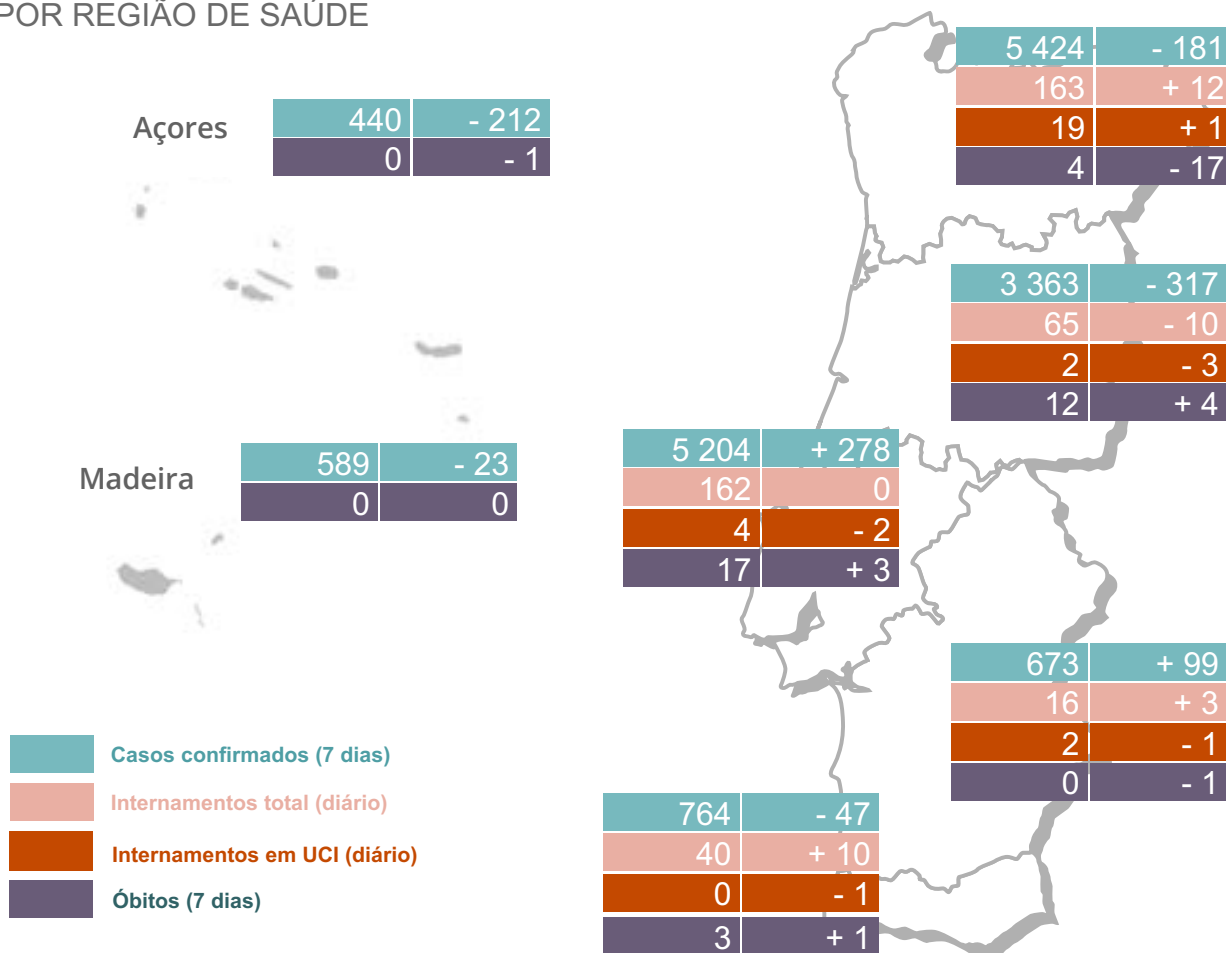 POR REGIÃO DE SAÚDE
5 424 - 181
163 + 12
19 + 1
4 - 17
Açores
440 - 212
0 - 1
3 363 - 317
65 - 10
2 - 3
12 + 4
Madeira
589 - 23
0 0
5 204 + 278
162 0
4 - 2
17 + 3
673 + 99
16 + 3
2 - 1
0 - 1
764 - 47
40 + 10
0 - 1
3 + 1
Casos confirmados (7 dias)
Internamentos total (diário)
Internamentos em UCI (diário)
Óbitos (7 dias)